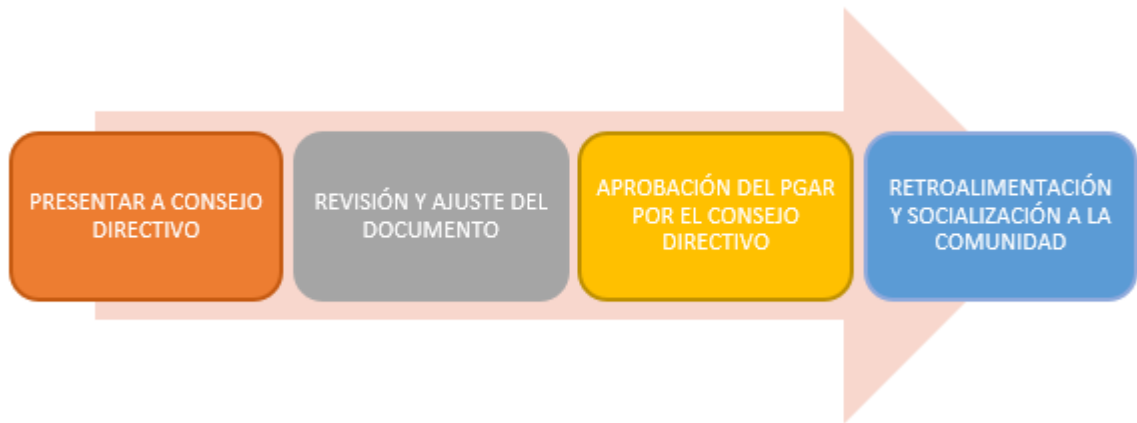 PRESENTAR A CONSEJO
DIRECTIVO
REVISIÓN Y AJUSTE DEL
DOCUMENTO
APROBACIÓN DEL PGAR
POR EL CONSEJO
DIRECTIVO
RETROALIMENTACIÓN
Y SOCIALIZACIÓN A LA
COMUNIDAD